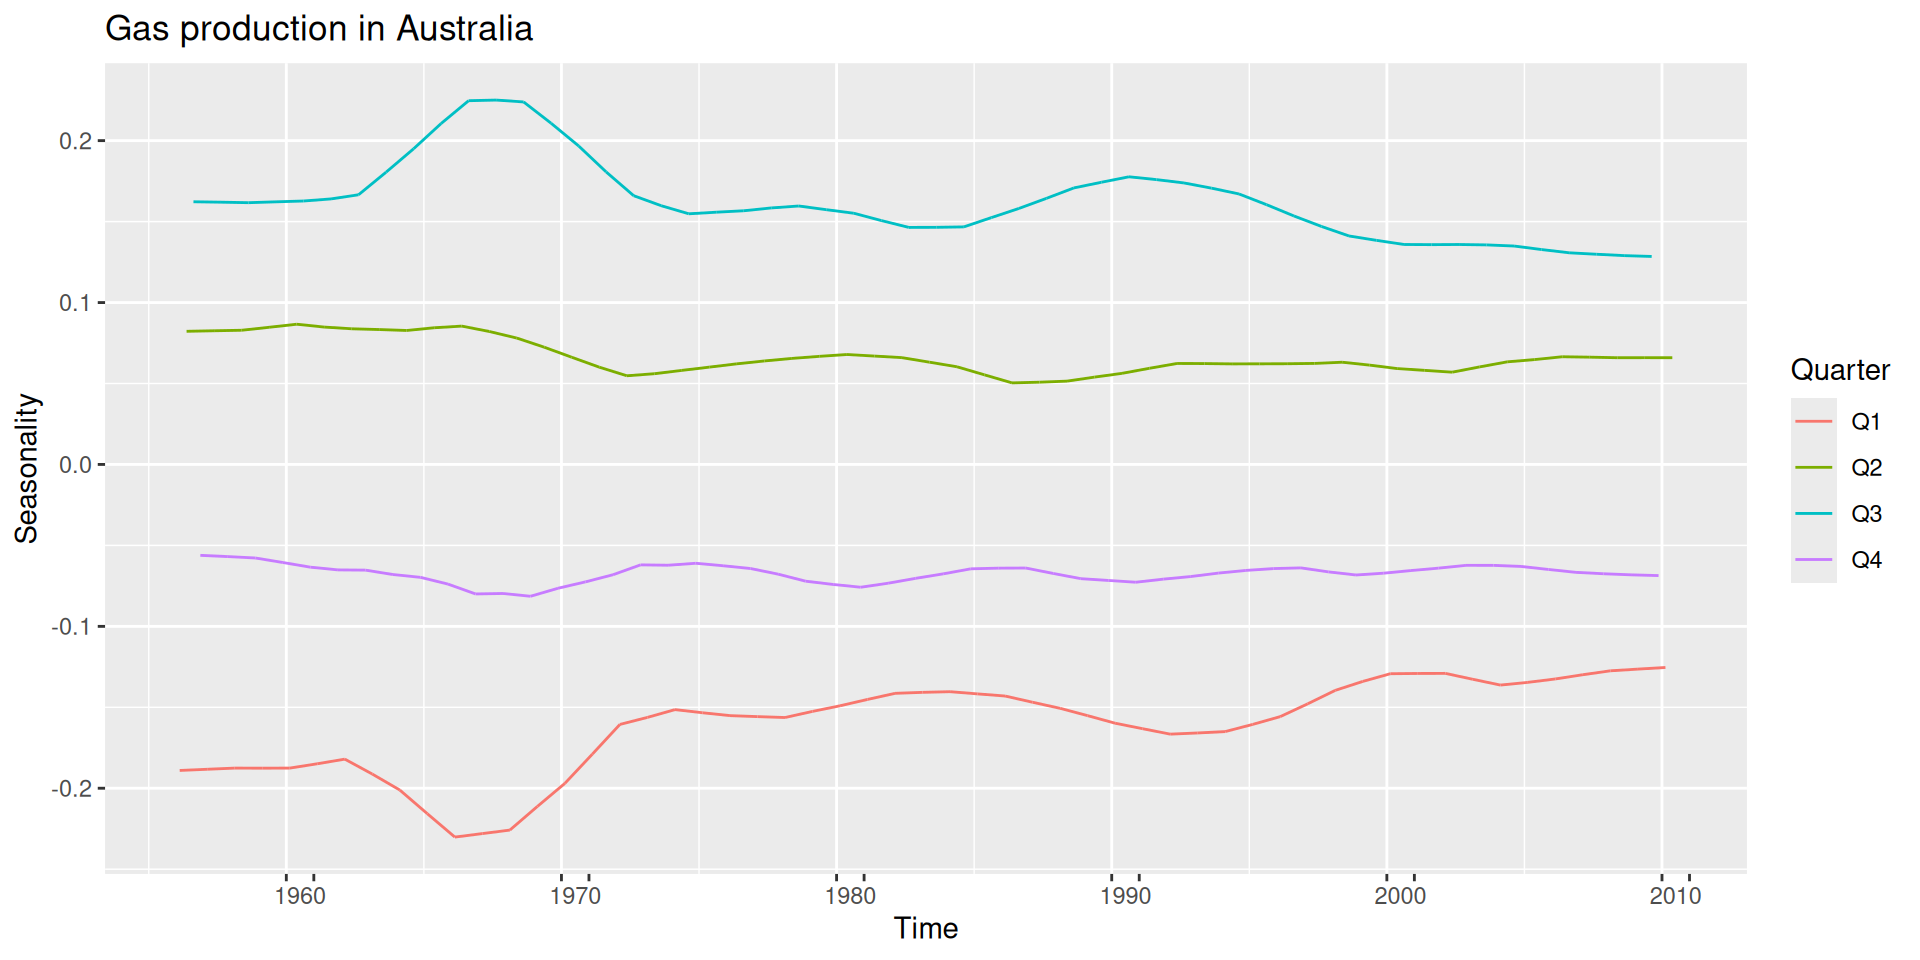 Gas production in Australia
Seasonality
0.2
0.1
0.0
-0.1
-0.2
1960 1970 1980 1990 2000 2010
Time
Quarter
Q1
Q2
Q3
Q4